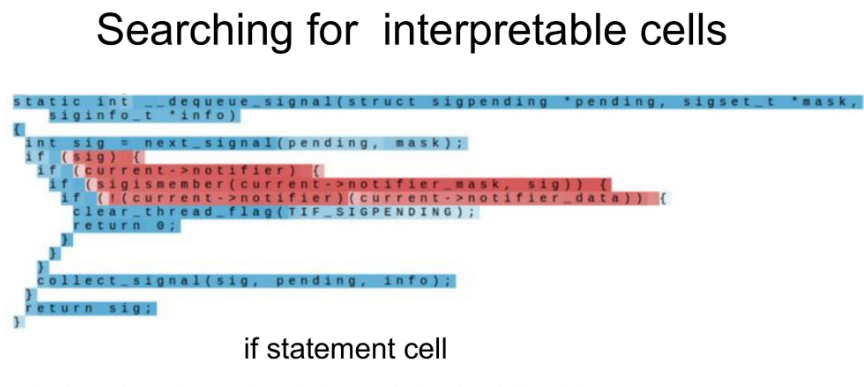 Searching for interpretable cells
static int __dequeue_signal(struct sigpending *pending, sigset_t *mask,
siginfo_t *info)
{
int sig = next_signal(pending, mask);
if (sig) {
if (current->notifier) {
if (sigismember(current->notifier_mask, sig)) {
if (!(current->notifier)(current->notifier_data)) {
clear_thread_flag(TIF_SIGPENDING);
return 0;
}
}
}
collect_signal(sig, pending, info);
}
return sig;
}
if statement cell